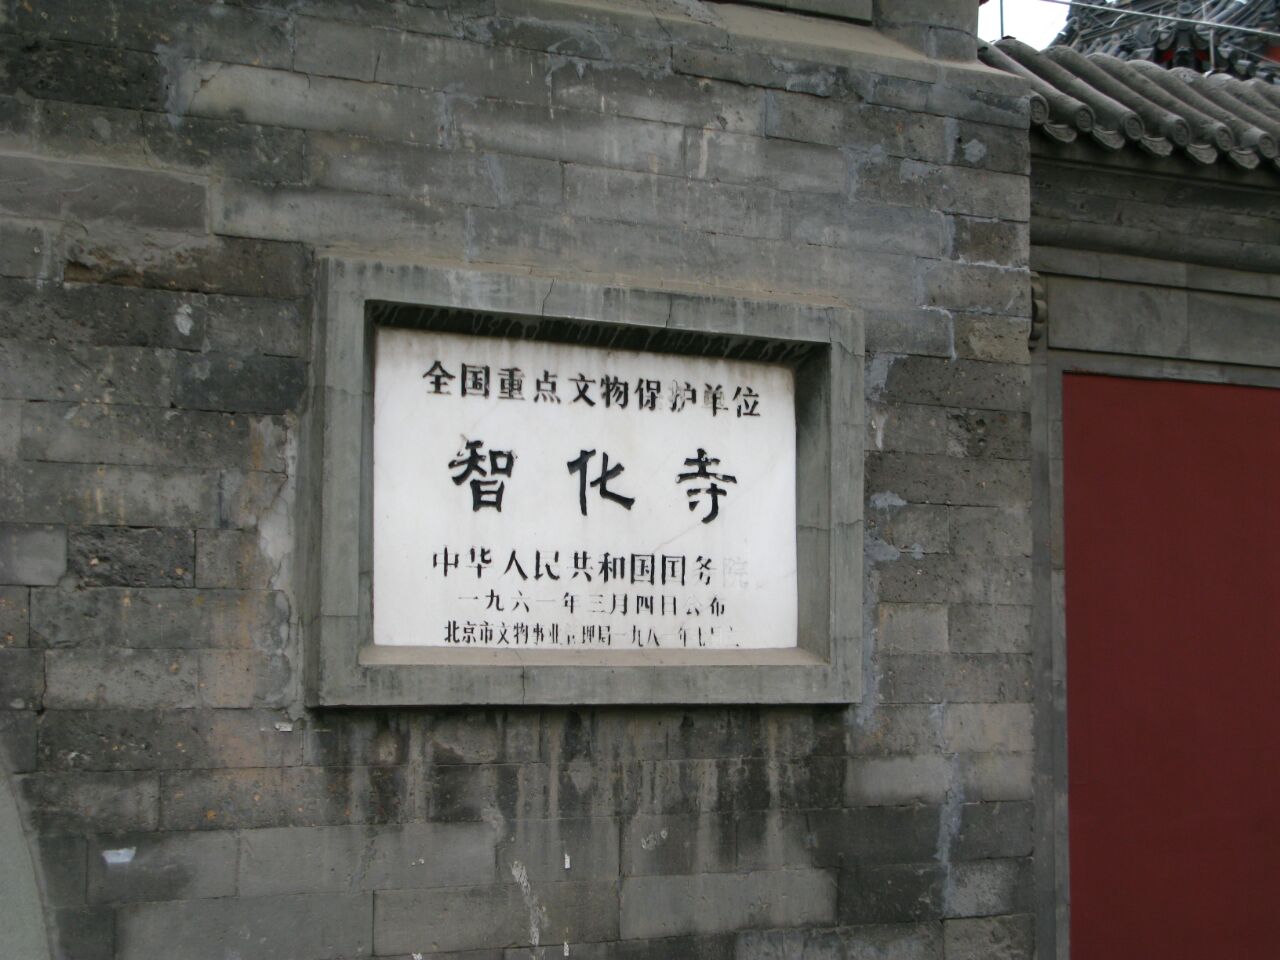 全国重点文物保护单位
智化寺
中华人民共和国国务院
一九六一年三月四日公布
北京市文物事业管理局一九八一年七月